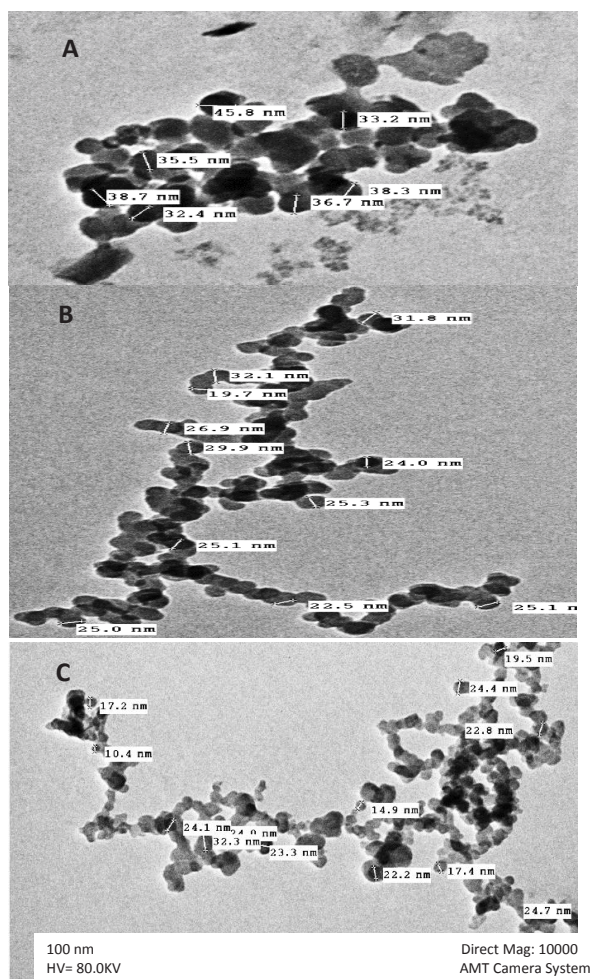 A
45.8 nm
33.2 nm
35.5 nm
38.7 nm
38.3 nm
36.7 nm
32.4 nm
B
31.8 nm
32.1 nm
19.7 nm
26.9 nm
29.9 nm
24.0 nm
25.3 nm
25.1 nm
22.5 nm
25.1 n
25.0 nm
C
19.5 nm
24.4 nm
17.2 nm
22.8 nm
10.4 nm
14.9 nm
24.1 nm
24.0 nm
32.3 nm
23.3 nm
22.2 nm
17.4 nm
24.7 nm
100 nm
Direct Mag: 10000
HV= 80.0KV
AMT Camera System